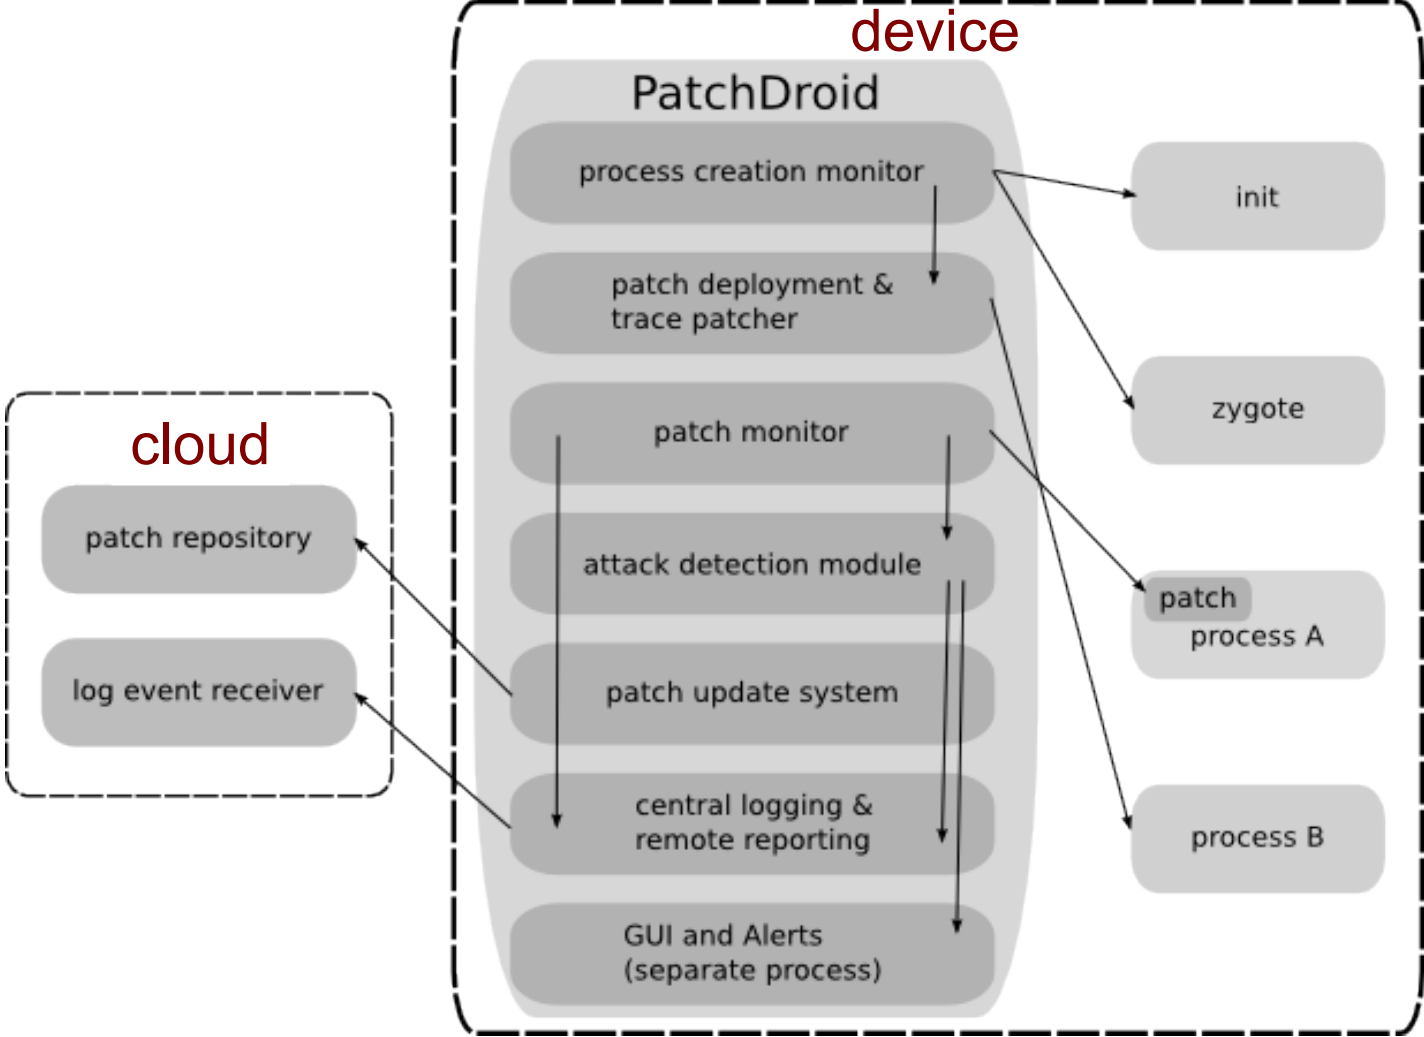 device
PatchDroid
process creation monitor
patch deployment &
trace patcher
patch monitor
attack detection module
patch update system
central logging &
remote reporting
GUI and Alerts
(separate process)
init
zygote
patch
process A
process B
cloud
patch repository
log event receiver